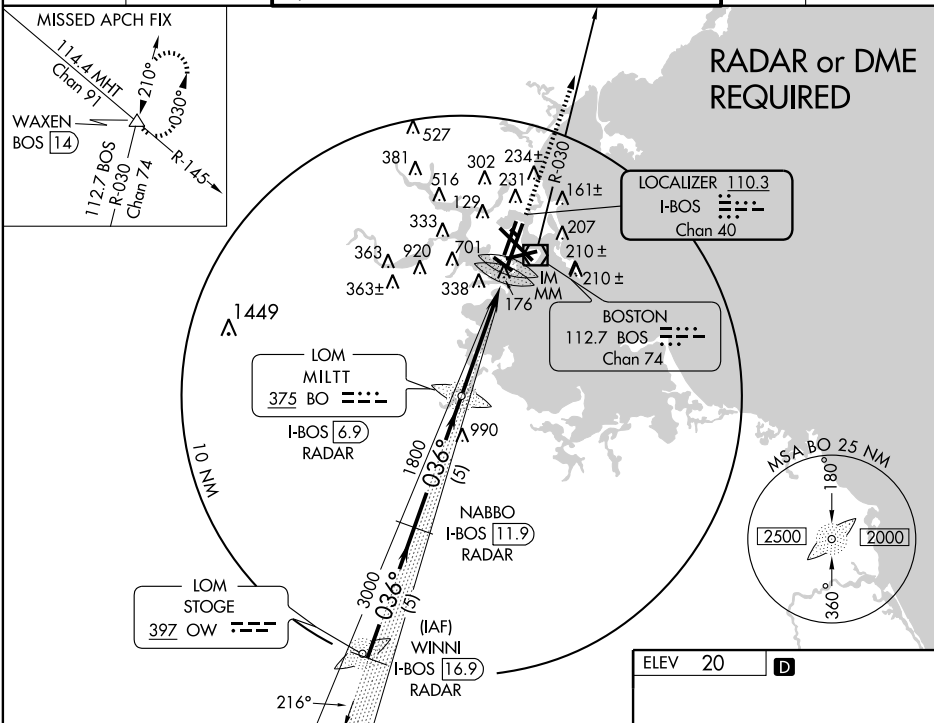 MISSED APCH FIX
114.4 MHT
Chan 91
210°
030°
WAXEN
BOS 14
112.7 BOS
R-030
Chan 74
R-145
RADAR or DME
REQUIRED
527
381
302
234±
R-030
516
231
161±
129
333
207
363
920
701
210 ±
363±
338
176
210 ±
IM
MM
LOCALIZER 110.3
I-BOS
Chan 40
BOSTON
112.7 BOS
Chan 74
1449
LOM
MILTT
375 BO
I-BOS 6.9
RADAR
990
1800
036°
(5)
10 NM
NABBO
I-BOS 11.9
RADAR
MSA BO 25 NM
180°
2500
2000
360°
LOM
STOGE
397 OW
3000
036°
(5)
(IAF)
WINNI
I-BOS 16.9
RADAR
216°
ELEV 20 D